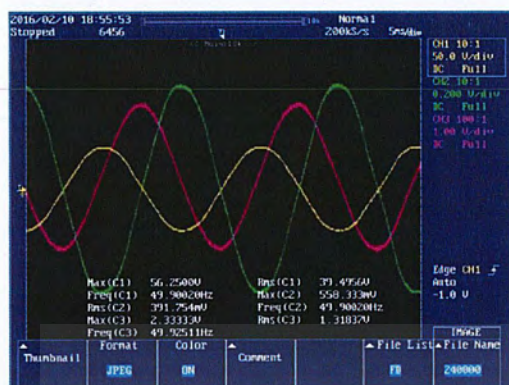 2016/02/10 18:55:53 Normal
Stopped 6456 200kS/s 5ms/div
CH1 10:1
50.0 V/div
DC Full
CH2 10:1
0.200 V/div
DC Full
CH3 100:1
1.00 V/div
DC Full
Max(C1) 56.2500V Rms(C1) 39.4956V
Freq(C1) 49.90020Hz Max(C2) 558.333mV
Rms(C2) 391.754mV Freq(C2) 49.90020Hz
Max(C3) 2.33333V Rms(C3) 1.31837V
Freq(C3) 49.92511Hz
Edge CH1
Auto
-1.0 V
IMAGE
Thumbnail Format Color Comment File List File Name
JPEG ON FD 240000